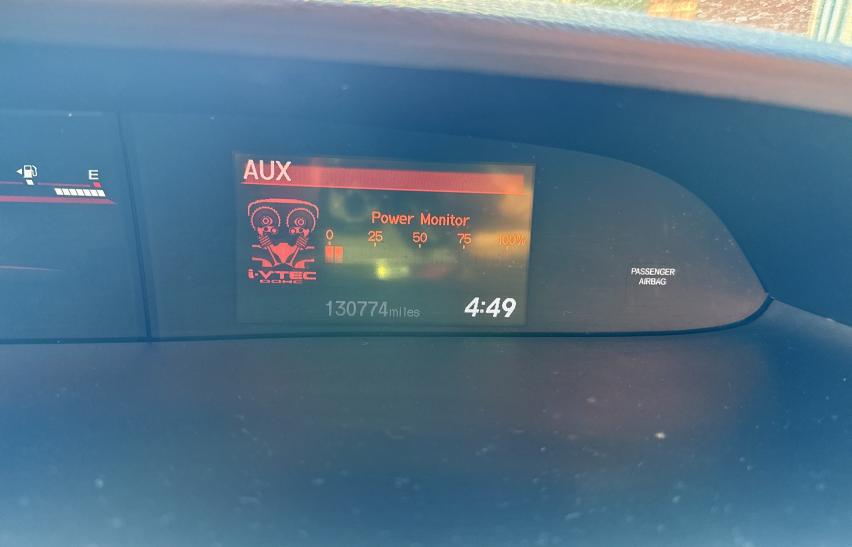 E
AUX
Power Monitor
0 25 50 75 100%
i-VTEC
DOHC
130774miles
4:49
PASSENGER
AIRBAG